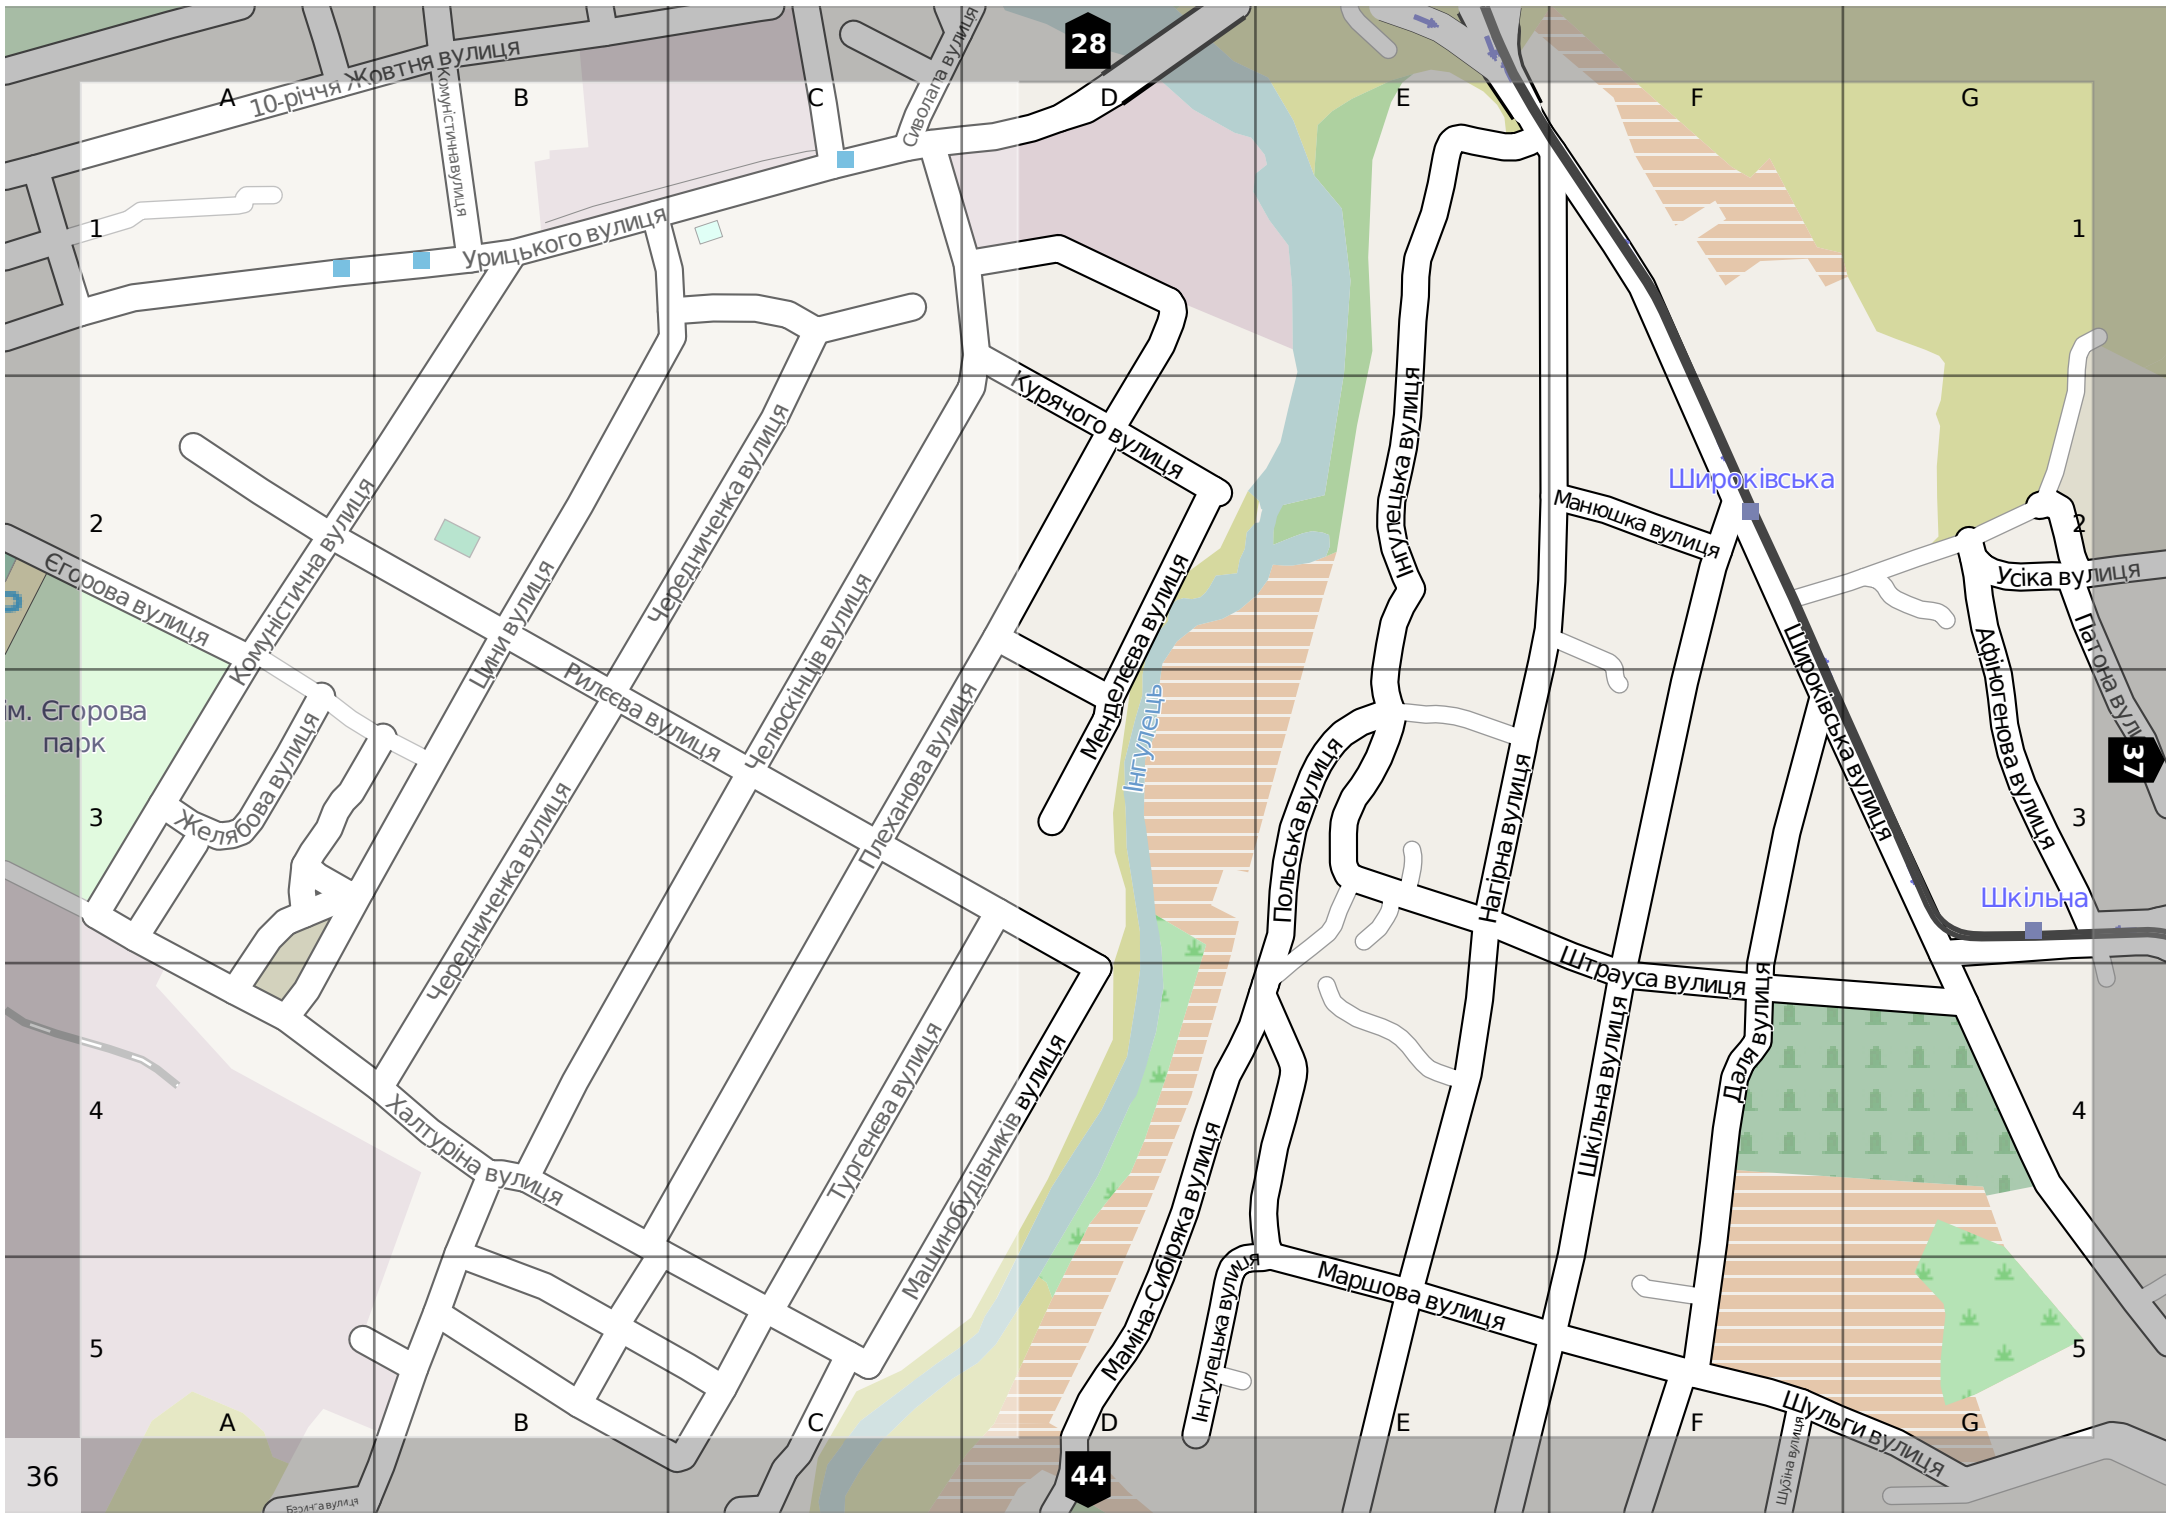 28
A
B
C
D
E
F
G
10-річчя Жовтня вулиця
Комуністична вулиця
Сиволапа вулиця
1
1
Урицького вулиця
Курячого вулиця
Інгулецька вулиця
Широківська
Манюшка вулиця
2
2
Єгорова вулиця
Комуністична вулиця
Цини вулиця
Чередниченка вулиця
Челюскінців вулиця
Менделєєва вулиця
Усіка вулиця
Патона вули
Афіногенова вулиця
Широківська вулиця
Рилєєва вулиця
Плеханова вулиця
Інгулець
ім. Єгорова
парк
37
Желябова вулиця
Чередниченка вулиця
Польська вулиця
Нагірна вулиця
3
3
Шкільна
Штрауса вулиця
Даля вулиця
Шкільна вулиця
4
4
Халтуріна вулиця
Тургенєва вулиця
Машинобудівників вулиця
Маміна-Сибіряка вулиця
Інгулецька вулиця
Маршова вулиця
5
5
Шульги вулиця
Шубіна вулиця
A
B
C
D
E
F
G
36
44